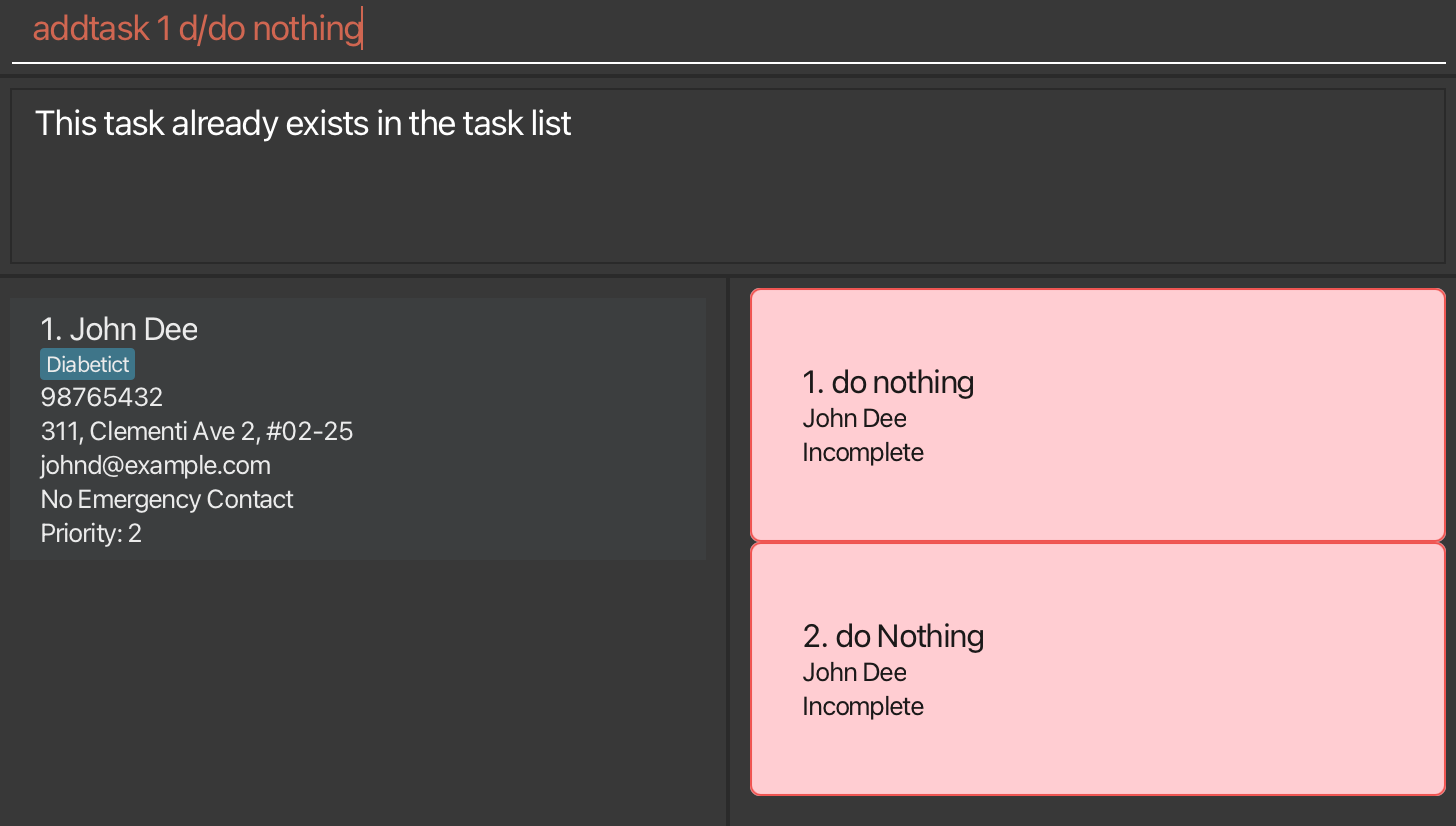 addtask 1 d/do nothing
This task already exists in the task list
1. John Dee
Diabetict
98765432
311, Clementi Ave 2, #02-25
johnd@example.com
No Emergency Contact
Priority: 2
1. do nothing
John Dee
Incomplete
2. do Nothing
John Dee
Incomplete